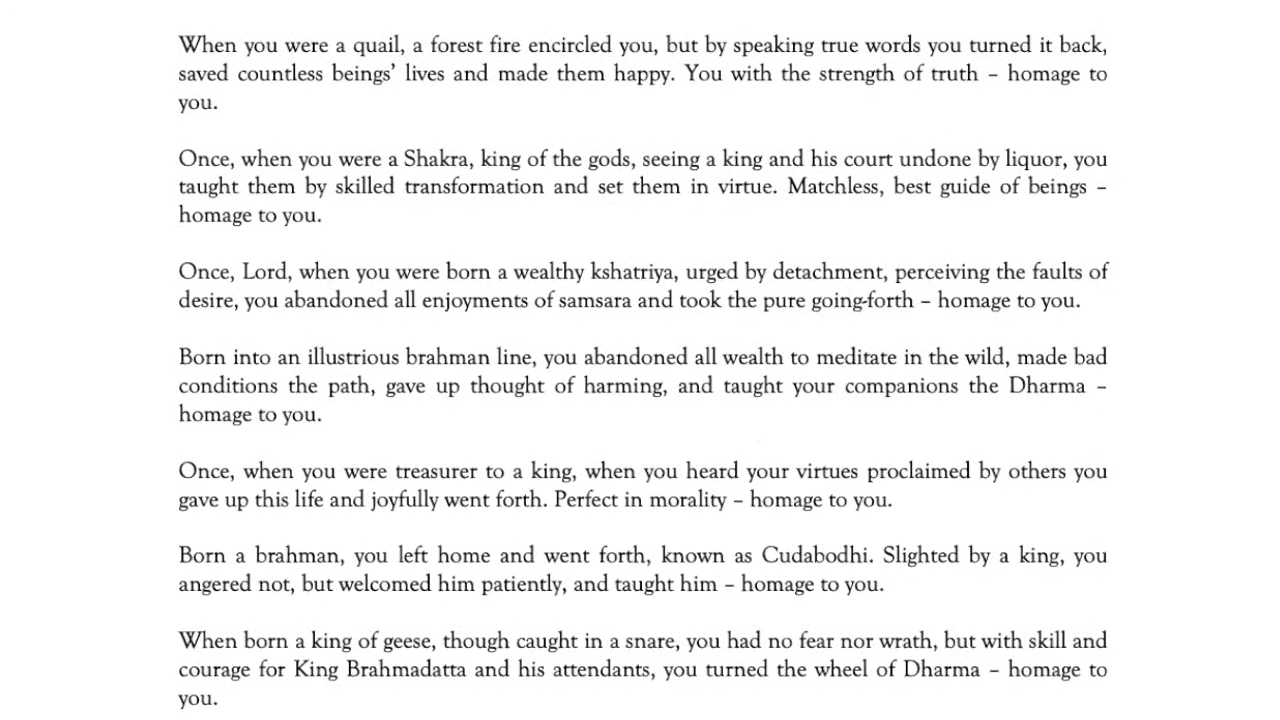 When you were a quail, a forest fire encircled you, but by speaking true words you turned it back,
saved countless beings’ lives and made them happy. You with the strength of truth – homage to
you.
Once, when you were a Shakra, king of the gods, seeing a king and his court undone by liquor, you
taught them by skilled transformation and set them in virtue. Matchless, best guide of beings –
homage to you.
Once, Lord, when you were born a wealthy kshatriya, urged by detachment, perceiving the faults of
desire, you abandoned all enjoyments of samsara and took the pure going-forth – homage to you.
Born into an illustrious brahman line, you abandoned all wealth to meditate in the wild, made bad
conditions the path, gave up thought of harming, and taught your companions the Dharma –
homage to you.
Once, when you were treasurer to a king, when you heard your virtues proclaimed by others you
gave up this life and joyfully went forth. Perfect in morality – homage to you.
Born a brahman, you left home and went forth, known as Cudabodhi. Slighted by a king, you
angered not, but welcomed him patiently, and taught him – homage to you.
When born a king of geese, though caught in a snare, you had no fear nor wrath, but with skill and
courage for King Brahmadatta and his attendants, you turned the wheel of Dharma – homage to
you.